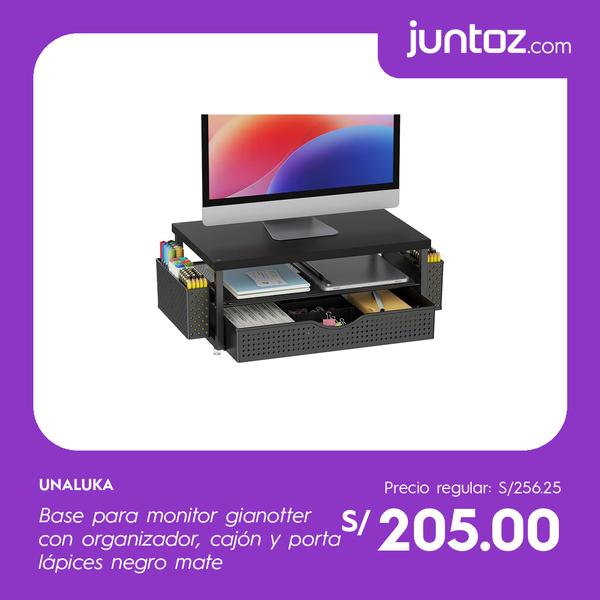 juntoz.com
UNALUKA
Base para monitor gianotter
con organizador, cajón y porta
lápices negro mate
Precio regular: S/256.25
S/ 205.00